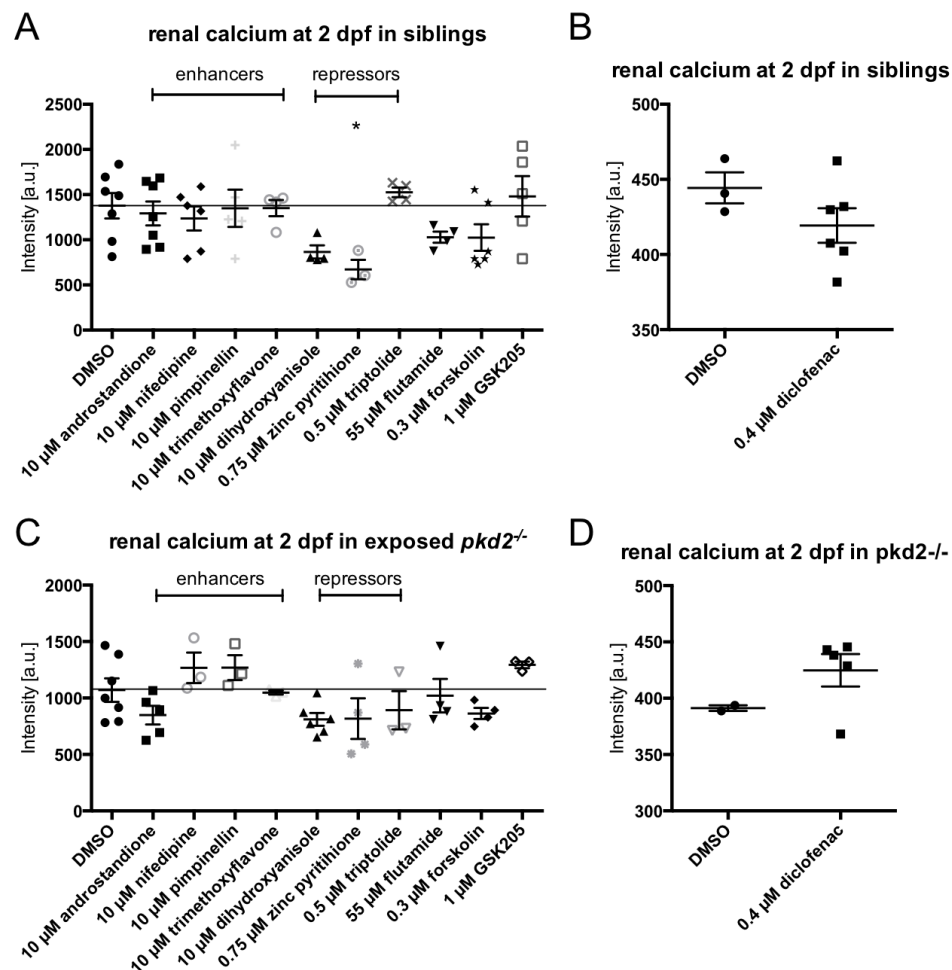 A
renal calcium at 2 dpf in siblings
enhancers
repressors
Intensity [a.u.]
2500
2000
1500
1000
500
0
*
DMSO
10 µM androstandione
10 µM nifedipine
10 µM pimpinellin
10 µM trimethoxyflavone
10 µM dihydroxyanisole
0.75 µM zinc pyritihione
0.5 µM triptolide
55 µM flutamide
0.3 µM forskolin
1 µM GSK205
B
renal calcium at 2 dpf in siblings
Intensity [a.u.]
500
450
400
350
DMSO
0.4 µM diclofenac
C
renal calcium at 2 dpf in exposed pkd2-/-
enhancers
repressors
Intensity [a.u.]
2000
1500
1000
500
0
DMSO
10 µM androstandione
10 µM nifedipine
10 µM pimpinellin
10 µM trimethoxyflavone
10 µM dihydroxyanisole
0.75 µM zinc pyritihione
0.5 µM triptolide
55 µM flutamide
0.3 µM forskolin
1 µM GSK205
D
renal calcium at 2 dpf in pkd2-/-
Intensity [a.u.]
500
450
400
350
300
DMSO
0.4 µM diclofenac